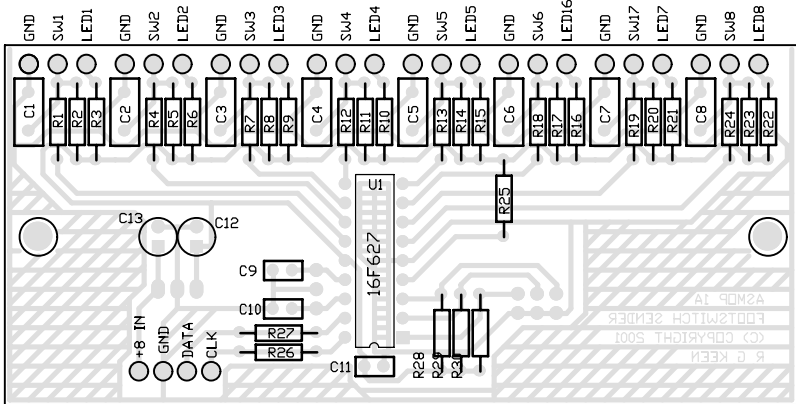 GND SW1 LED1 GND SW2 LED2 GND SW3 LED3 GND SW4 LED4 GND SW5 LED5 GND SW6 LED16 GND SW17 LED7 GND SW8 LED8
C1 R1 R2 R3 C2 R4 R5 R6 C3 R7 R8 R9 C4 R12 R11 R10 C5 R13 R14 R15 C6 R18 R17 R16 C7 R19 R20 R21 C8 R24 R23 R22
U1
R25
C13 C12
16F627
C9
C10
R27
R26
C11
R28 R29 R30
+8 IN GND DATA CLK
ASMOP 1A
FOOTSWITCH SENDER
(C) COPYRIGHT 2001
R G KEEN